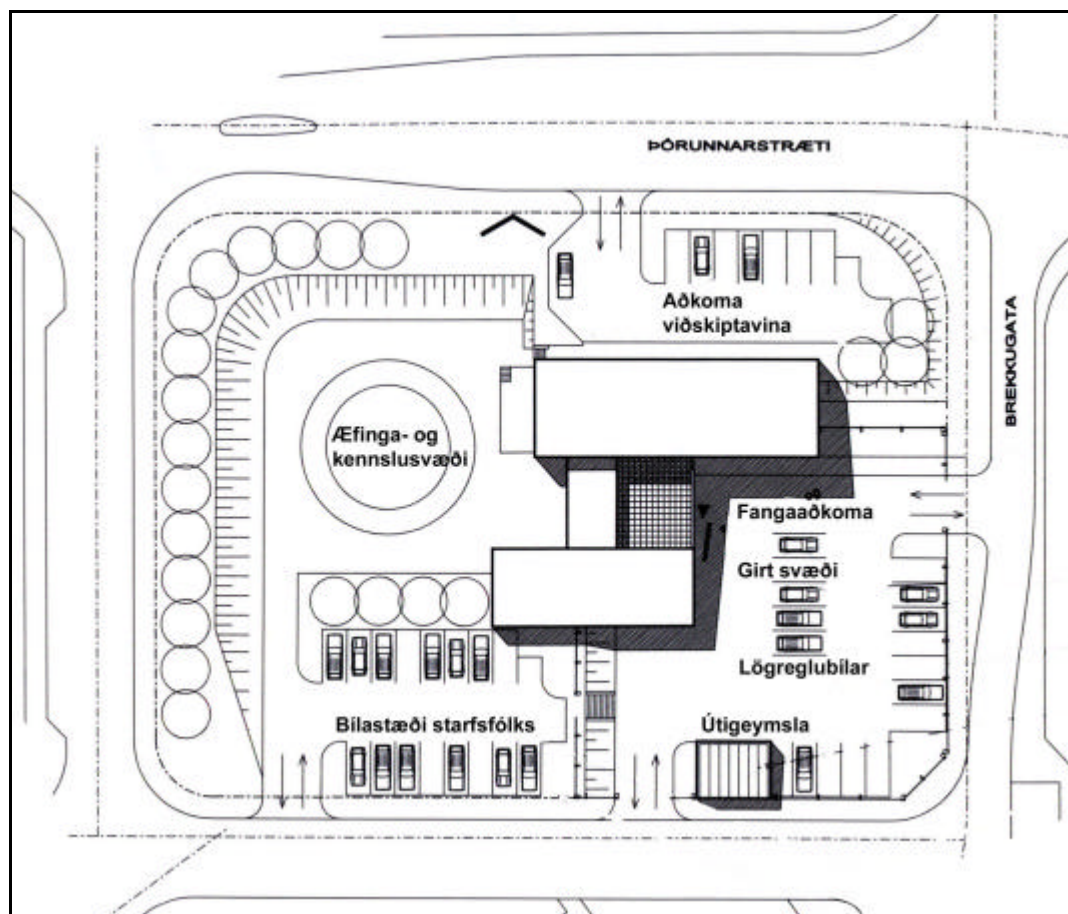 ÞÓRUNNARSTRÆTI
Aðkoma
viðskiptavina
BREKKUGATA
Æfinga- og
kennslusvæði
Fangaaðkoma
Girt svæði
Lögreglubílar
Bílastæði starfsfólks
Útigeymsla